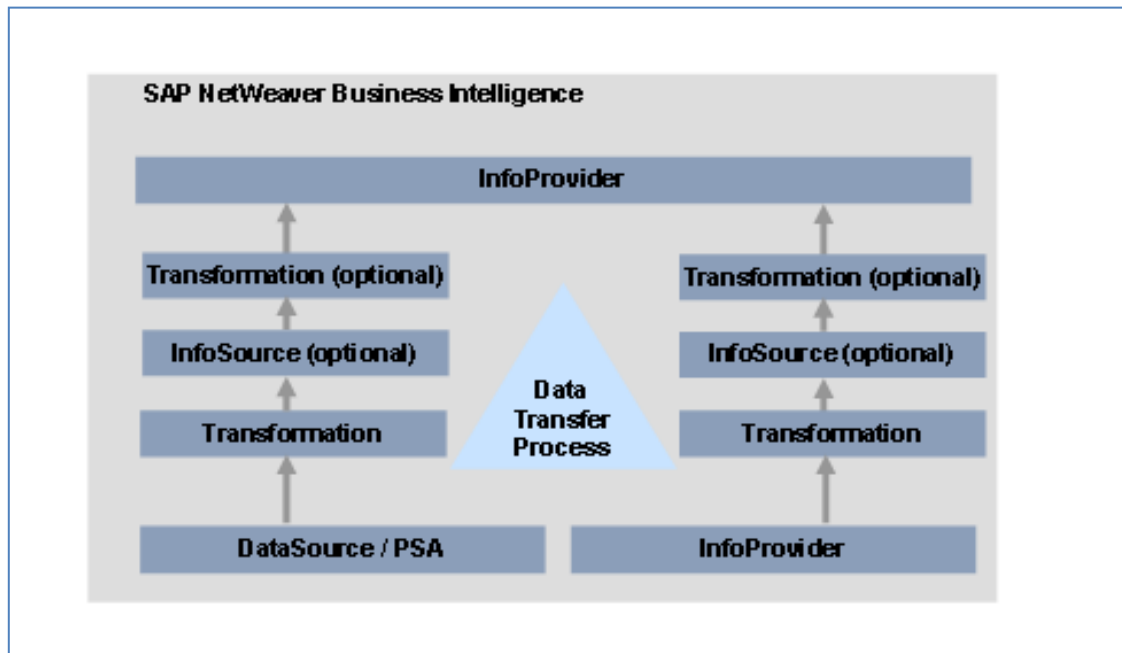 SAP NetWeaver Business Intelligence
InfoProvider
Transformation (optional)
Transformation (optional)
InfoSource (optional)
InfoSource (optional)
Data
Transfer
Process
Transformation
Transformation
DataSource / PSA
InfoProvider